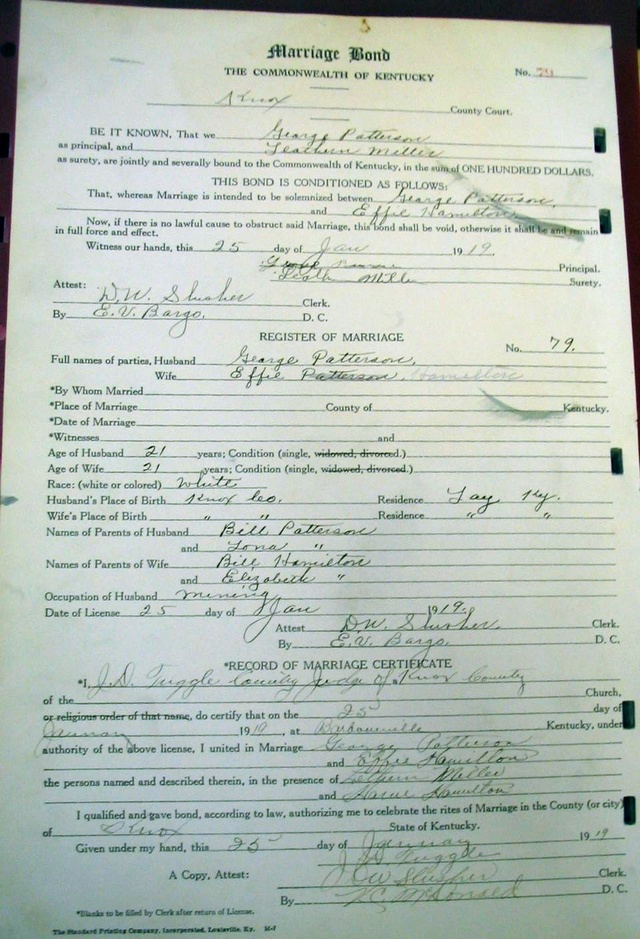 Marriage Bond
THE COMMONWEALTH OF KENTUCKY
No. 79
Knox County Court.
BE IT KNOWN, That we George Patterson
as principal, and Leathern Miller
as surety, are jointly and severally bound to the Commonwealth of Kentucky, in the sum of ONE HUNDRED DOLLARS.
THIS BOND IS CONDITIONED AS FOLLOWS:
That, whereas Marriage is intended to be solemnized between George Patterson,
and Effie Hamilton,
Now, if there is no lawful cause to obstruct said Marriage, this bond shall be void, otherwise it shall be and remain
in full force and effect.
Witness our hands, this 25 day of Jan 1919.
George Principal.
Surety.
Attest:
D.W. Slusher Clerk.
By E.V. Bargo, D. C.
REGISTER OF MARRIAGE
No. 79.
Full names of parties, Husband George Patterson,
Wife Effie Patterson, Hamilton
*By Whom Married
*Place of Marriage County of Kentucky.
*Date of Marriage
*Witnesses and
Age of Husband 21 years; Condition (single, widowed, divorced.)
Age of Wife 21 years; Condition (single, widowed, divorced.)
Race: (white or colored) White
Husband's Place of Birth Knox Co. Residence Lay Ky.
Wife's Place of Birth " " Residence " "
Names of Parents of Husband Bill Patterson
and Lona "
Names of Parents of Wife Bill Hamilton
and Elizabeth "
Occupation of Husband mining
Date of License 25 day of Jan 1919.
Attest D.W. Slusher Clerk.
By E.V. Bargo, D. C.
*RECORD OF MARRIAGE CERTIFICATE
*I, J.D. Tuggle County Judge of Knox County
of the Church,
or religious order of that name, do certify that on the 25 day of
January 1919, at Barbourville Kentucky, under
authority of the above license, I united in Marriage George Patterson
and Effie Hamilton
the persons named and described therein, in the presence of Lethern Miller
and Hamilton
I qualified and gave bond, according to law, authorizing me to celebrate the rites of Marriage in the County (or city)
of Knox State of Kentucky.
Given under my hand, this 25 day of January 1919
J.D. Tuggle
A Copy, Attest: D W Slusher Clerk.
By McDonald D. C.
*Blanks to be filled by Clerk after return of License.
The Standard Printing Company, Incorporated, Louisville, Ky.